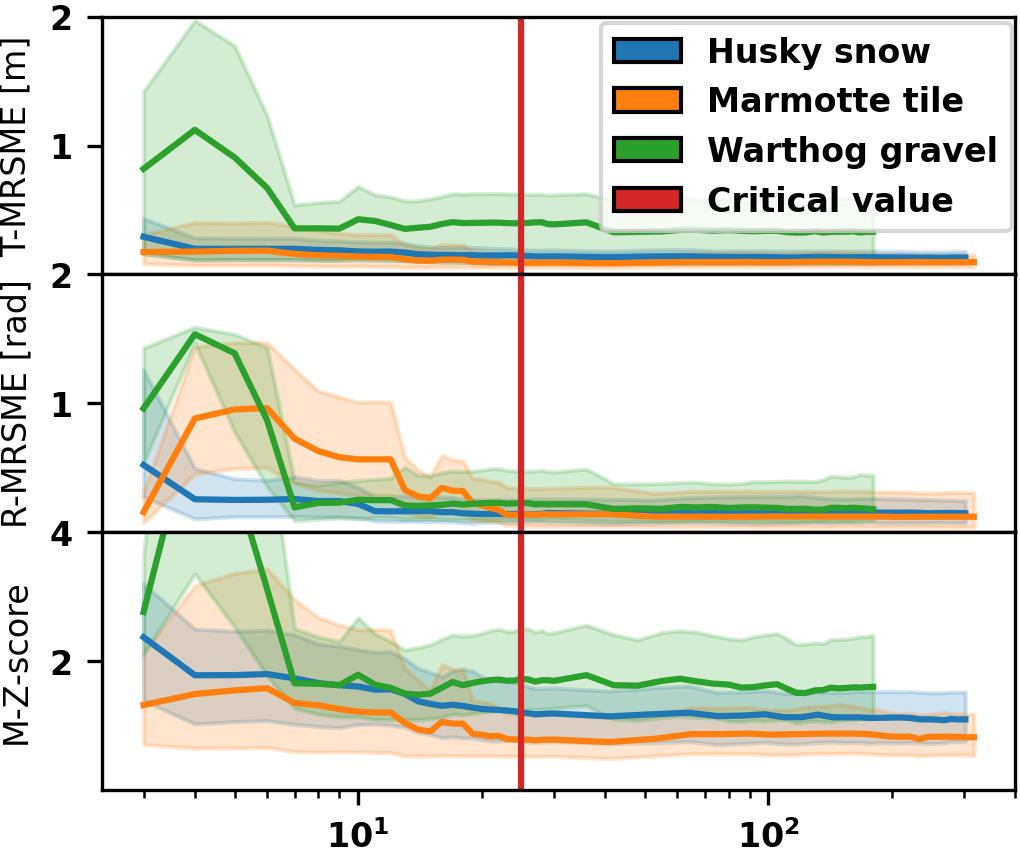 2
1
T-MRSME [m]
Husky snow
Marmotte tile
Warthog gravel
Critical value
2
1
R-MRSME [rad]
4
2
M-Z-score
10¹
10²